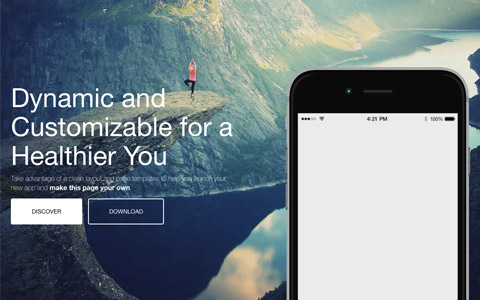 Dynamic and
Customizable for a
Healthier You
Take advantage of a clean layout and page templates to help you launch your
new app and make this page your own
DISCOVER
DOWNLOAD
4:21 PM
100%